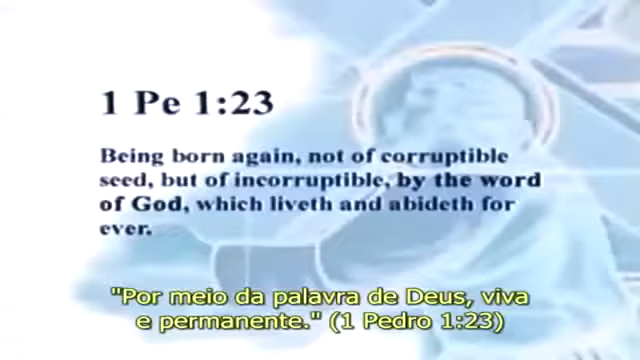 1 Pe 1:23
Being born again, not of corruptible
seed, but of incorruptible, by the word
of God, which liveth and abideth for
ever.
"Por meio da palavra de Deus, viva
e permanente." (1 Pedro 1:23)